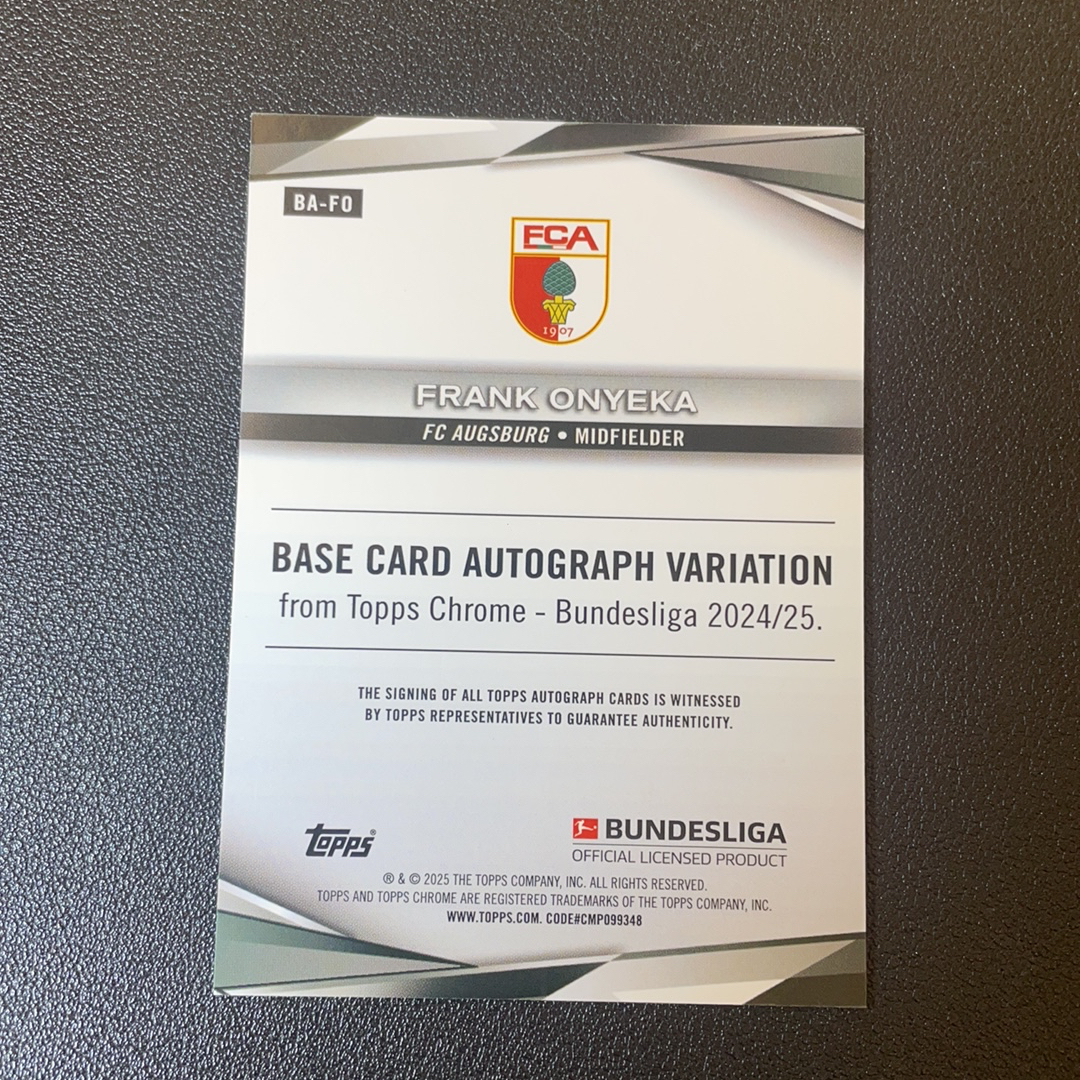 BA-FO
FCA
1907
FRANK ONYEKA
FC AUGSBURG • MIDFIELDER
BASE CARD AUTOGRAPH VARIATION
from Topps Chrome - Bundesliga 2024/25.
THE SIGNING OF ALL TOPPS AUTOGRAPH CARDS IS WITNESSED
BY TOPPS REPRESENTATIVES TO GUARANTEE AUTHENTICITY.
topps®
BUNDESLIGA
OFFICIAL LICENSED PRODUCT
® & © 2025 THE TOPPS COMPANY, INC. ALL RIGHTS RESERVED.
TOPPS AND TOPPS CHROME ARE REGISTERED TRADEMARKS OF THE TOPPS COMPANY, INC.
WWW.TOPPS.COM. CODE#CMP099348